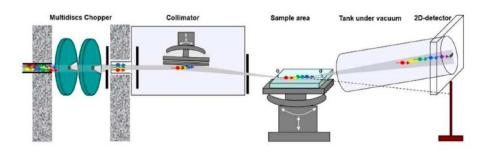 Multidiscs Chopper
Collimator
Sample area
Tank under vacuum
2D-detector